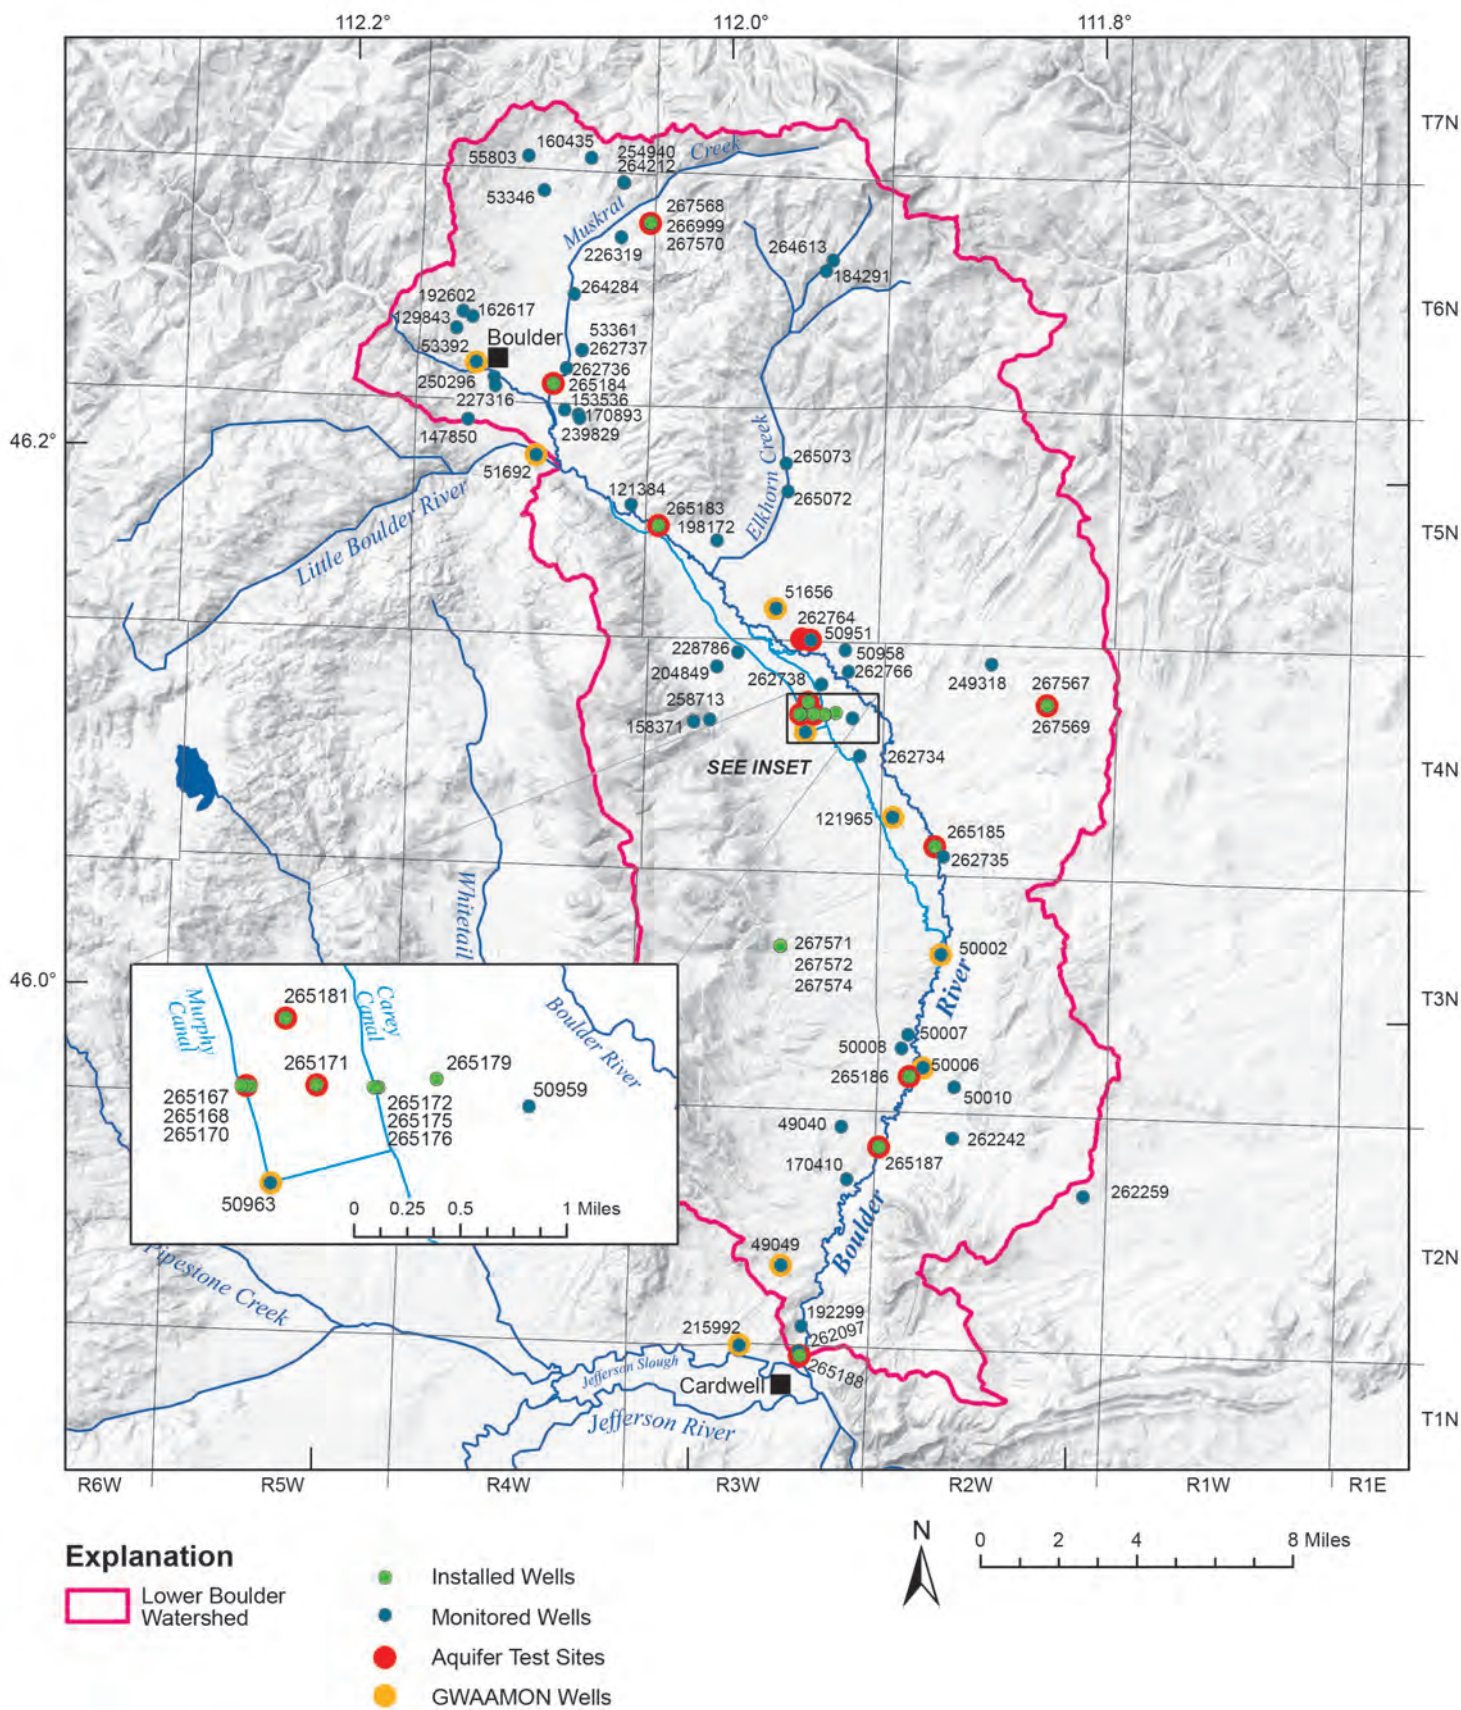 112.2°
112.0°
111.8°
T7N
T6N
T5N
T4N
T3N
T2N
T1N
46.2°
46.0°
160435
55803
254940
264212
Creek
53346
Muskrat
267568
266999
267570
226319
264613
184291
264284
192602
162617
129843
Boulder
53392
53361
262737
262736
250296
265184
227316
153536
170893
147850
239829
51692
Little Boulder River
121384
265183
198172
Elkhorn Creek
265073
265072
51656
262764
50951
228786
50958
204849
262766
262738
258713
158371
249318
267567
267569
SEE INSET
262734
121965
265185
262735
Whitetail
267571
267572
267574
50002
River
50007
50008
50006
265186
50010
49040
262242
265187
170410
262259
Boulder
49049
192299
262097
215992
265188
Jefferson Slough
Cardwell
Jefferson River
Pipestone Creek
Murphy
Canal
265181
Carey
Canal
Boulder River
265171
265179
265167
265168
265170
265172
265175
265176
50959
50963
0 0.25 0.5 1 Miles
R6W R5W R4W R3W R2W R1W R1E
Explanation
Lower Boulder
Watershed
Installed Wells
Monitored Wells
Aquifer Test Sites
GWAAMON Wells
N
0 2 4 8 Miles